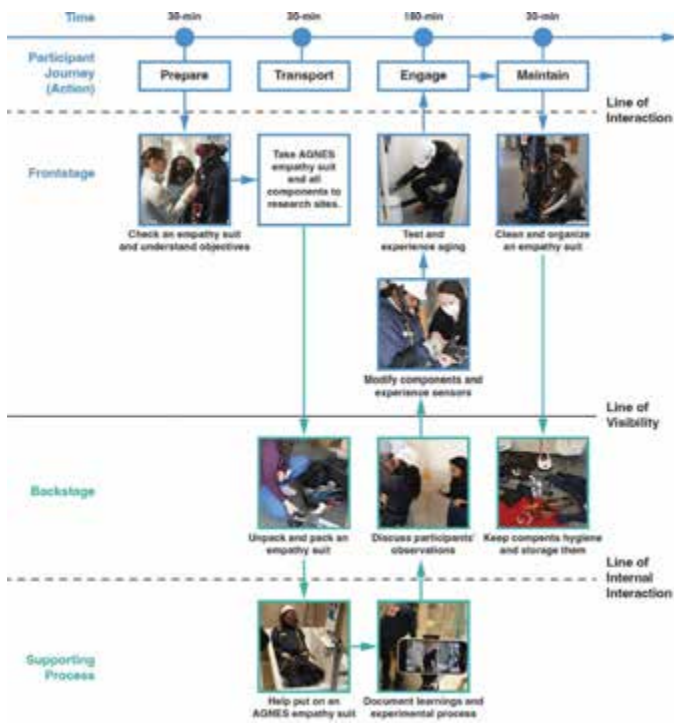 Time
30-min
30-min
180-min
30-min
Participant
Journey
(Action)
Prepare
Transport
Engage
Maintain
Line of
Interaction
Frontstage
Take AGNES
empathy suit
and all
components to
research sites.
Check an empathy suit
and understand objectives
Test and
experience aging
Clean and organize
an empathy suit
Modify components and
experience sensors
Line of
Visibility
Backstage
Unpack and pack an
empathy suit
Discuss participants'
observations
Keep compents hygiene
and storage them
Line of
Internal
Interaction
Supporting
Process
Help put on an
AGNES empathy suit
Document learnings and
experimental process